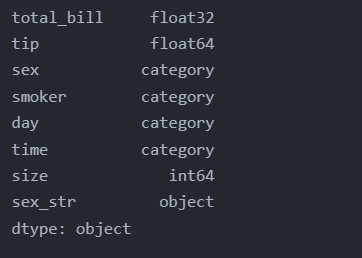 total_bill     float32
tip            float64
sex           category
smoker        category
day           category
time          category
size             int64
sex_str         object
dtype: object